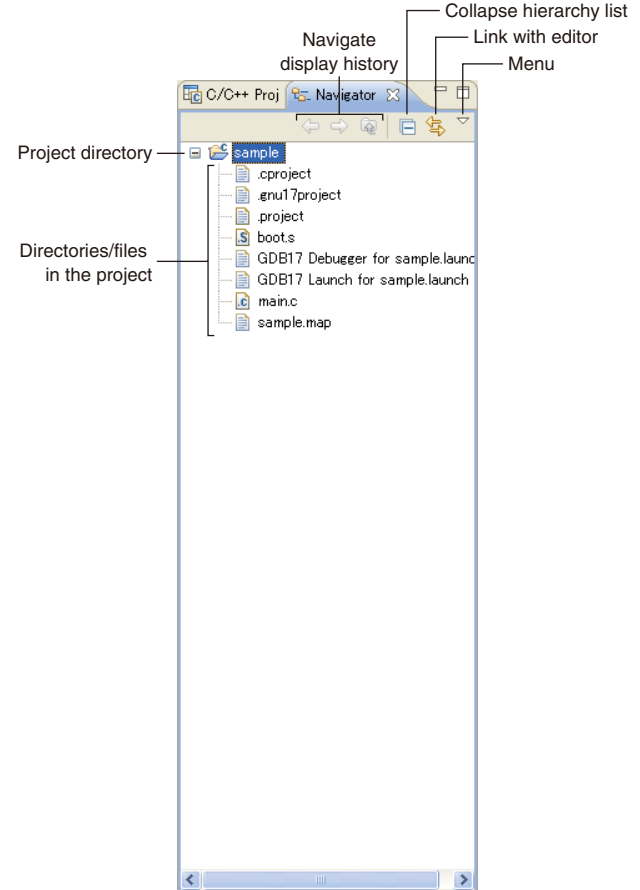 Collapse hierarchy list
Link with editor
Menu
Navigate
display history
C/C++ Proj
Navigator
Project directory
sample
.cproject
.gnu17project
.project
boot.s
GDB17 Debugger for sample.launc
GDB17 Launch for sample.launch
main.c
sample.map
Directories/files
in the project